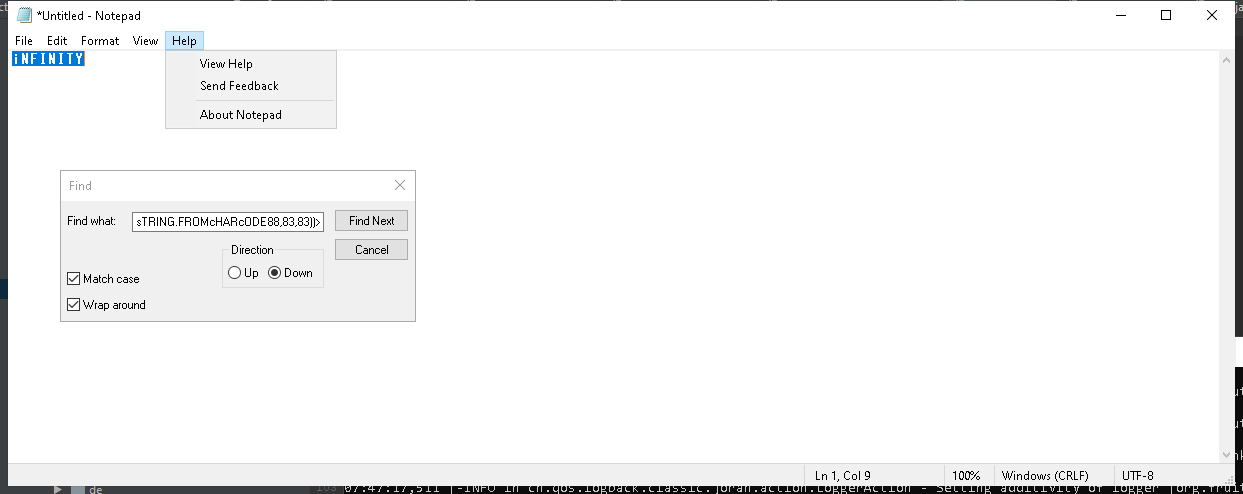 *Untitled - Notepad
File Edit Format View Help
iNFINITY
View Help
Send Feedback
About Notepad
Find
Find what: sTRING.FROMcHARcODE88,83,83))> Find Next
Direction Cancel
Up Down
Match case
Wrap around
Ln 1, Col 9 100% Windows (CRLF) UTF-8
de 07:47:17,511 |-INFO in ch.qos.logback.classic.joran.action.LoggerAction - Setting additivity of logger